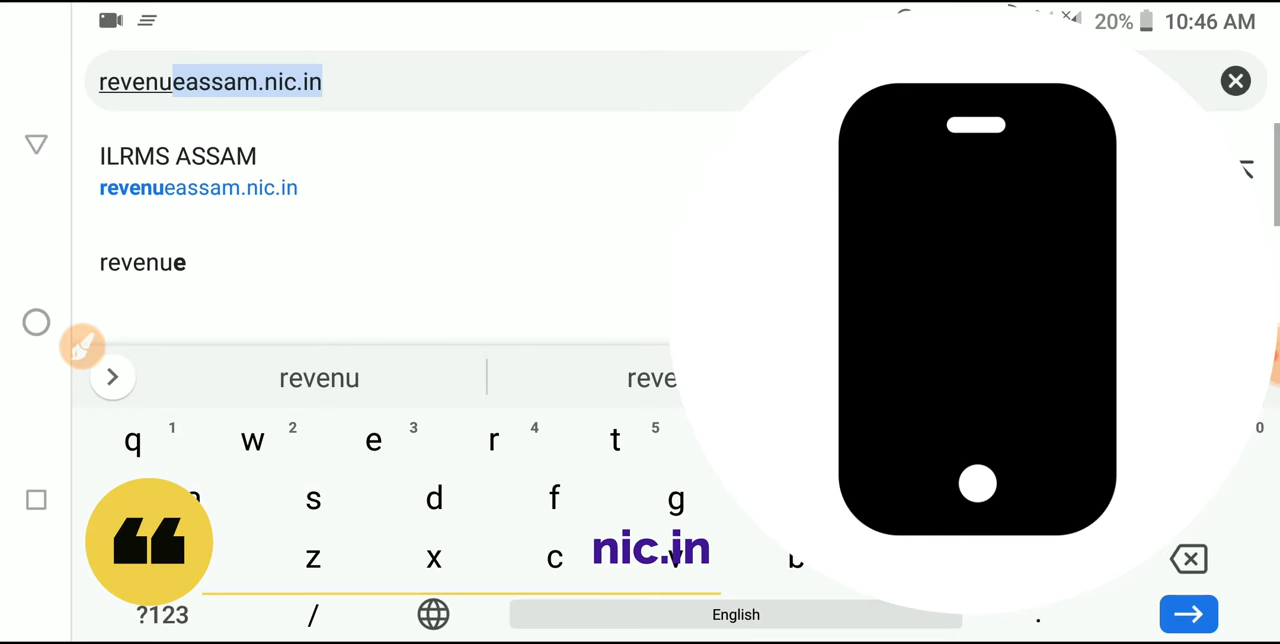 20% 10:46 AM
revenueassam.nic.in
ILRMS ASSAM
revenueassam.nic.in
revenue
revenu
reve
q 1 w 2 e 3 r 4 t 5 0
s d f g
z x c v b
nic.in
?123 / English .